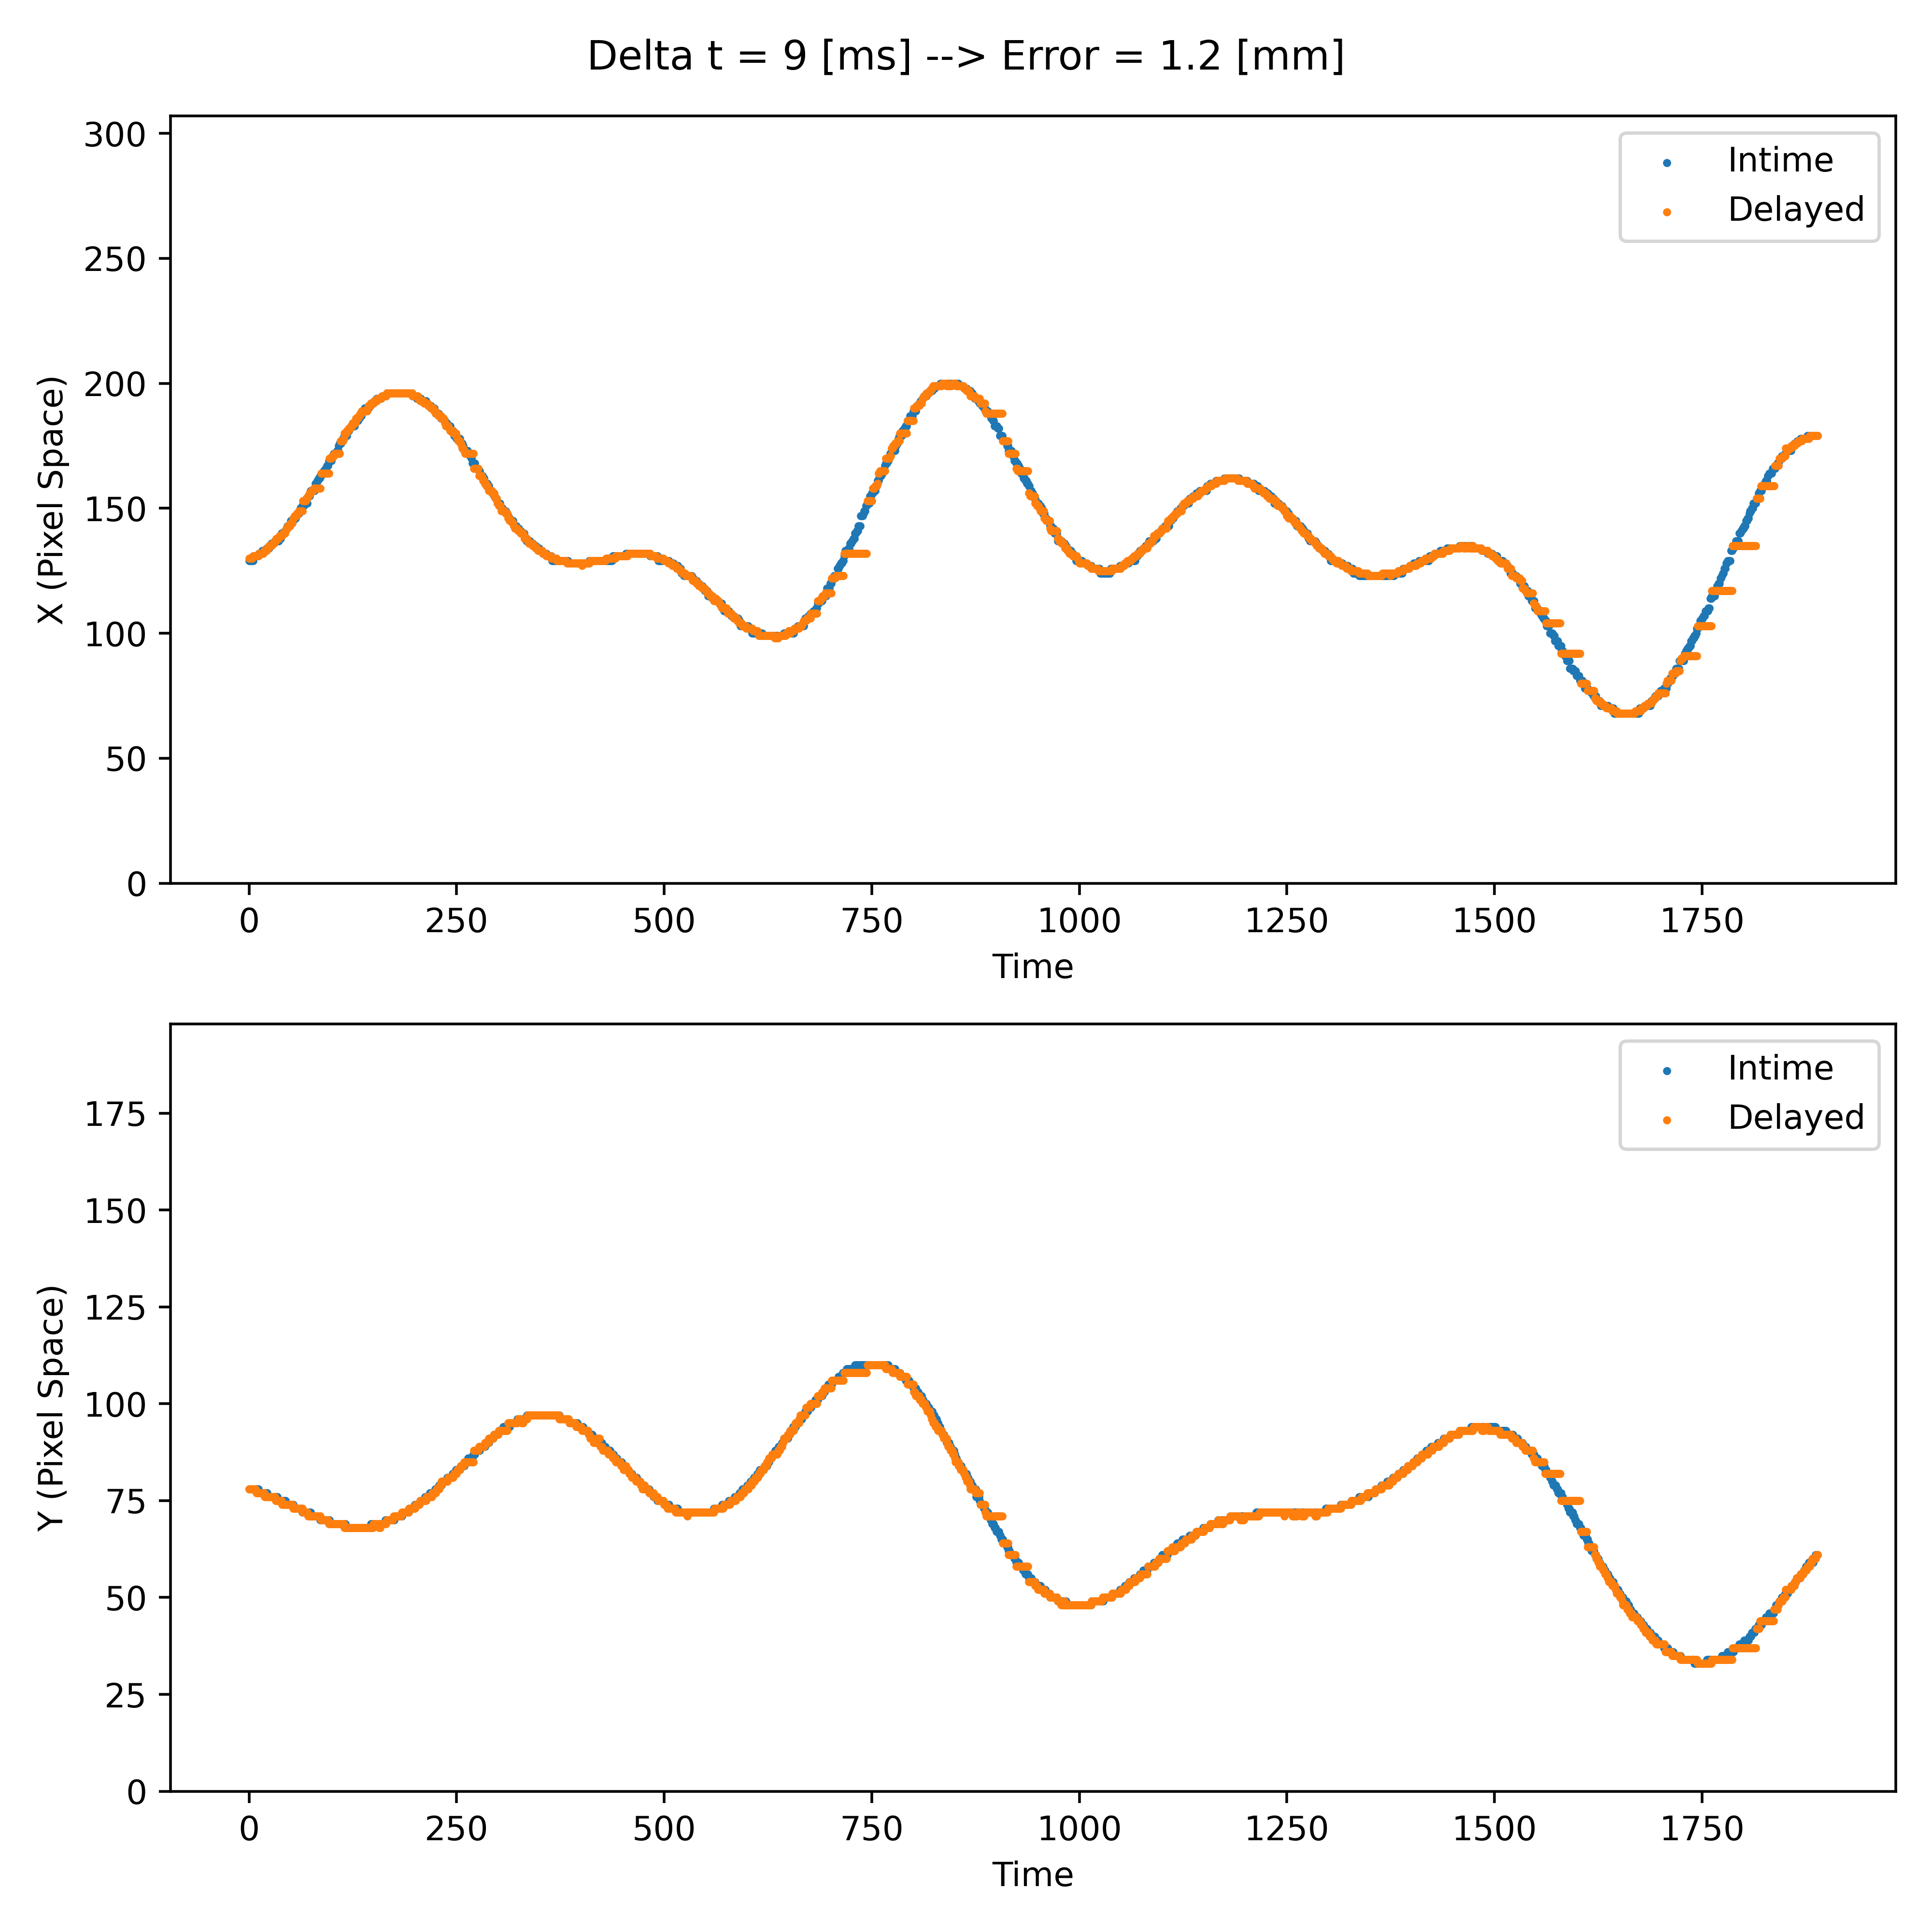 Delta t = 9 [ms] --> Error = 1.2 [mm]
300
250
200
150
100
50
0
X (Pixel Space)
Intime
Delayed
0 250 500 750 1000 1250 1500 1750
Time
175
150
125
100
75
50
25
0
Y (Pixel Space)
Intime
Delayed
0 250 500 750 1000 1250 1500 1750
Time